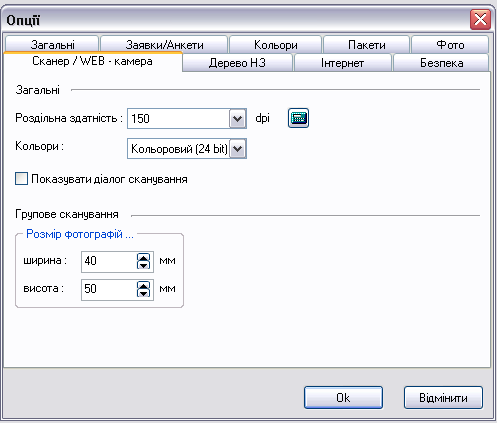 Опції
Загальні Заявки/Анкети Кольори Пакети Фото
Сканер / WEB - камера Дерево НЗ Інтернет Безпека
Загальні
Роздільна здатність : 150 dpi
Кольори : Кольоровий (24 bit)
Показувати діалог сканування
Групове сканування
Розмір фотографій ...
ширина : 40 мм
висота : 50 мм
Ok Відмінити